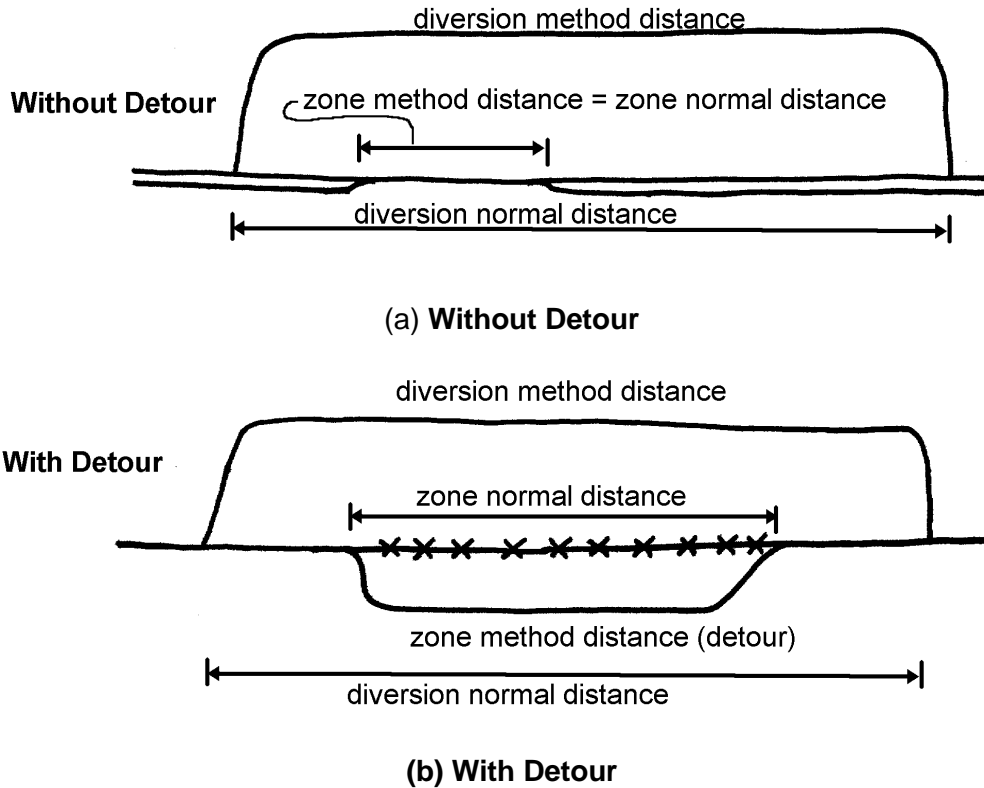 diversion method distance
Without Detour
zone method distance = zone normal distance
diversion normal distance
(a) Without Detour
diversion method distance
With Detour
zone normal distance
zone method distance (detour)
diversion normal distance
(b) With Detour